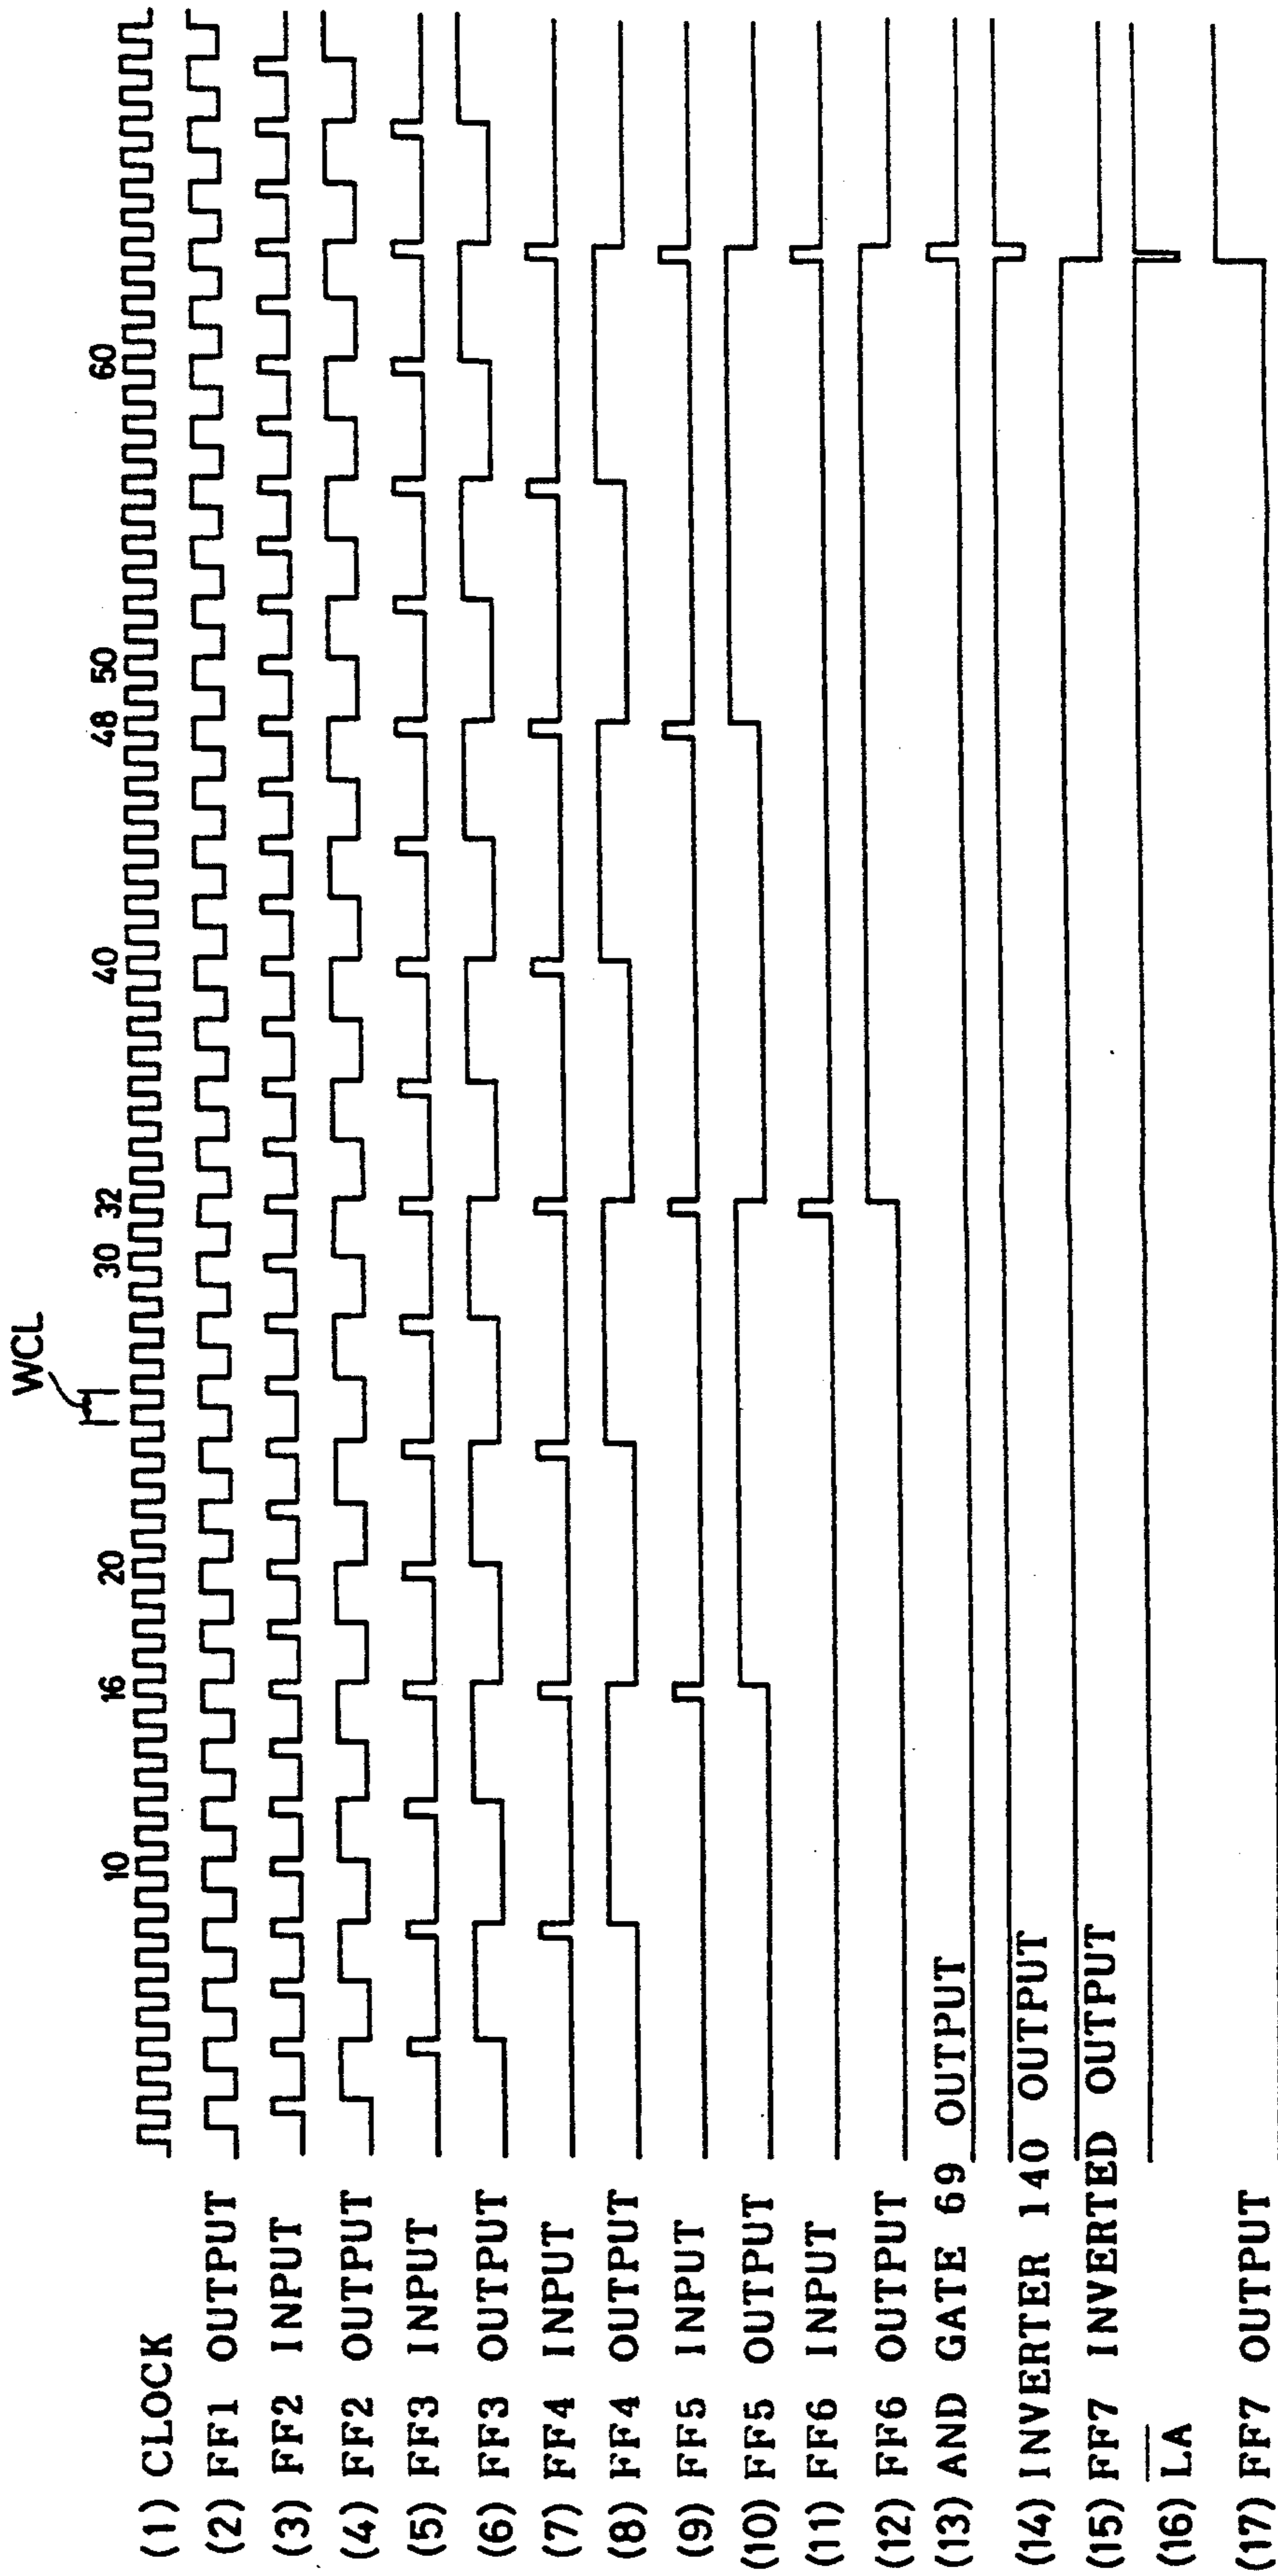 WCL
10 16 20 30 32 40 48 50 60
(1) CLOCK
(2) FF1 OUTPUT
(3) FF2 INPUT
(4) FF2 OUTPUT
(5) FF3 INPUT
(6) FF3 OUTPUT
(7) FF4 INPUT
(8) FF4 OUTPUT
(9) FF5 INPUT
(10) FF5 OUTPUT
(11) FF6 INPUT
(12) FF6 OUTPUT
(13) AND GATE 69 OUTPUT
(14) INVERTER 140 OUTPUT
(15) FF7 INVERTED OUTPUT
(16) L̅A̅
(17) FF7 OUTPUT